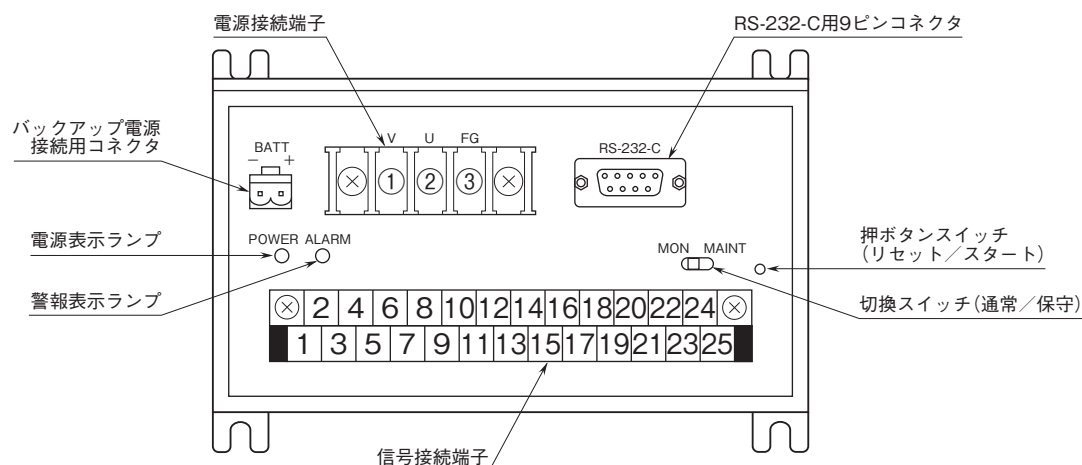 電源接続端子
RS-232-C用9ピンコネクタ
バックアップ電源
接続用コネクタ
BATT
− +
V U FG
① ② ③
RS-232-C
電源表示ランプ
POWER ALARM
MON MAINT
押ボタンスイッチ
(リセット／スタート)
警報表示ランプ
切換スイッチ(通常／保守)
2 4 6 8 10 12 14 16 18 20 22 24
1 3 5 7 9 11 13 15 17 19 21 23 25
信号接続端子